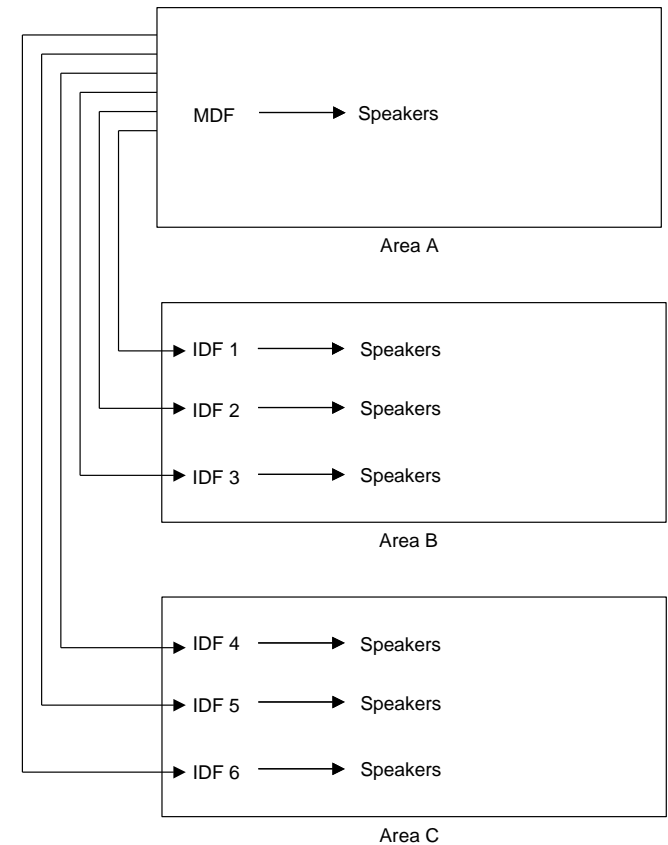 MDF Speakers
Area A
IDF 1 Speakers
IDF 2 Speakers
IDF 3 Speakers
Area B
IDF 4 Speakers
IDF 5 Speakers
IDF 6 Speakers
Area C